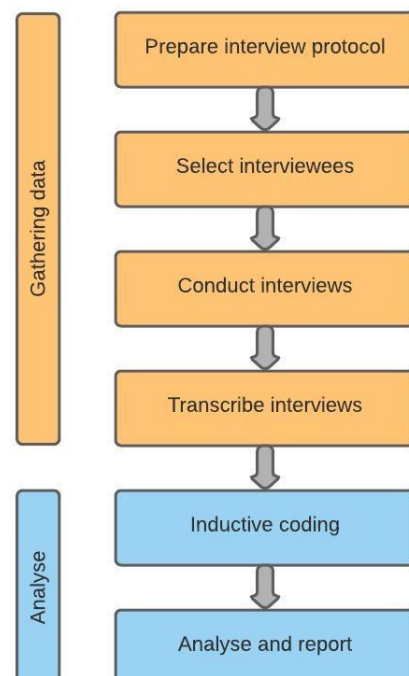 Gathering data
Prepare interview protocol
Select interviewees
Conduct interviews
Transcribe interviews
Analyse
Inductive coding
Analyse and report